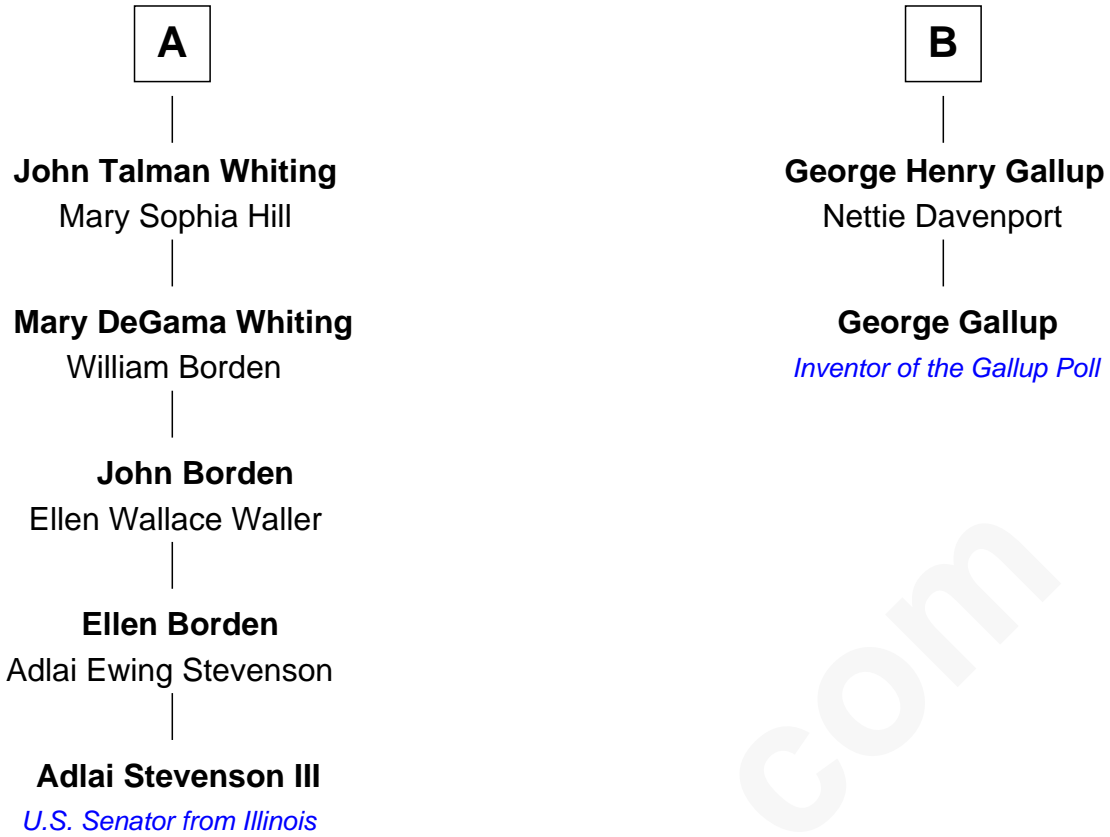 A
John Talman Whiting
Mary Sophia Hill
Mary DeGama Whiting
William Borden
John Borden
Ellen Wallace Waller
Ellen Borden
Adlai Ewing Stevenson
Adlai Stevenson III
U.S. Senator from Illinois
B
George Henry Gallup
Nettie Davenport
George Gallup
Inventor of the Gallup Poll
com